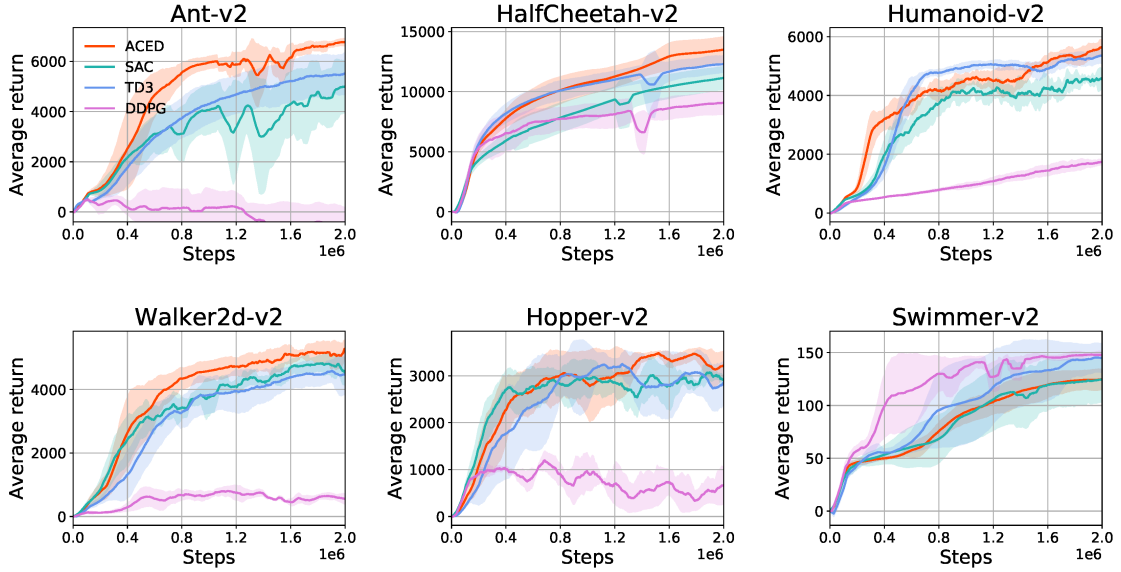 Ant-v2
Average return
6000
4000
2000
0
ACED
SAC
TD3
DDPG
0.0 0.4 0.8 1.2 1.6 2.0
1e6
Steps
HalfCheetah-v2
Average return
15000
10000
5000
0
0.0 0.4 0.8 1.2 1.6 2.0
1e6
Steps
Humanoid-v2
Average return
6000
4000
2000
0
0.0 0.4 0.8 1.2 1.6 2.0
1e6
Steps
Walker2d-v2
Average return
4000
2000
0
0.0 0.4 0.8 1.2 1.6 2.0
1e6
Steps
Hopper-v2
Average return
3000
2000
1000
0
0.0 0.4 0.8 1.2 1.6 2.0
1e6
Steps
Swimmer-v2
Average return
150
100
50
0
0.0 0.4 0.8 1.2 1.6 2.0
1e6
Steps